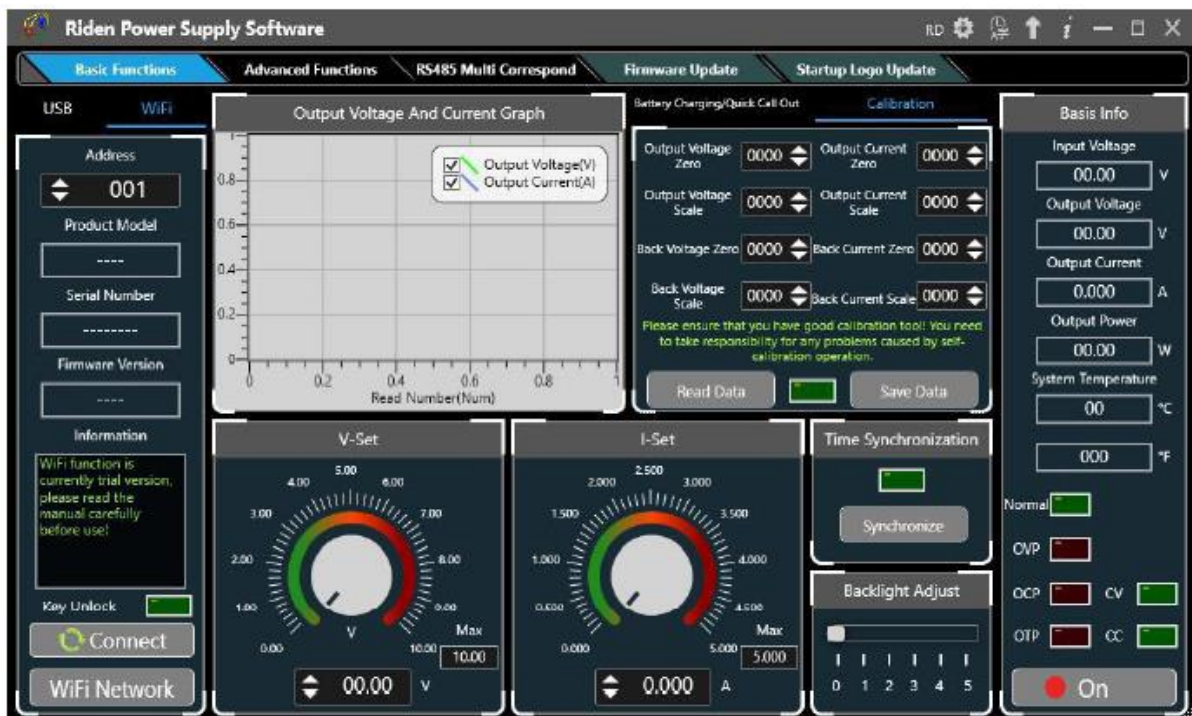 Riden Power Supply Software
RD
Basic Functions
Advanced Functions
RS485 Multi Correspond
Firmware Update
Startup Logo Update
USB
WiFi
Address
001
Product Model
----
Serial Number
--------
Firmware Version
----
Information
WiFi function is
currently trial version,
please read the
manual carefully
before use!
Key Unlock
Connect
WiFi Network
Output Voltage And Current Graph
Output Voltage(V)
Output Current(A)
1
0.8
0.6
0.4
0.2
0
0 0.2 0.4 0.6 0.8 1
Read Number(Num)
Battery Charging/Quick Call Out
Calibration
Output Voltage
Zero
0000
Output Current
Zero
0000
Output Voltage
Scale
0000
Output Current
Scale
0000
Back Voltage Zero
0000
Back Current Zero
0000
Back Voltage
Scale
0000
Back Current Scale
0000
Please ensure that you have good calibration tool! You need
to take responsibility for any problems caused by self-
calibration operation.
Read Data
Save Data
V-Set
0.00
1.00
2.00
3.00
4.00
5.00
6.00
7.00
8.00
9.00
10.00
V
Max
10.00
00.00 V
I-Set
0.000
0.500
1.000
1.500
2.000
2.500
3.000
3.500
4.000
4.500
5.000
A
Max
5.000
0.000 A
Time Synchronization
Synchronize
Backlight Adjust
0 1 2 3 4 5
Basis Info
Input Voltage
00.00 V
Output Voltage
00.00 V
Output Current
0.000 A
Output Power
00.00 W
System Temperature
00 °C
000 °F
Normal
OVP
OCP
CV
OTP
CC
On